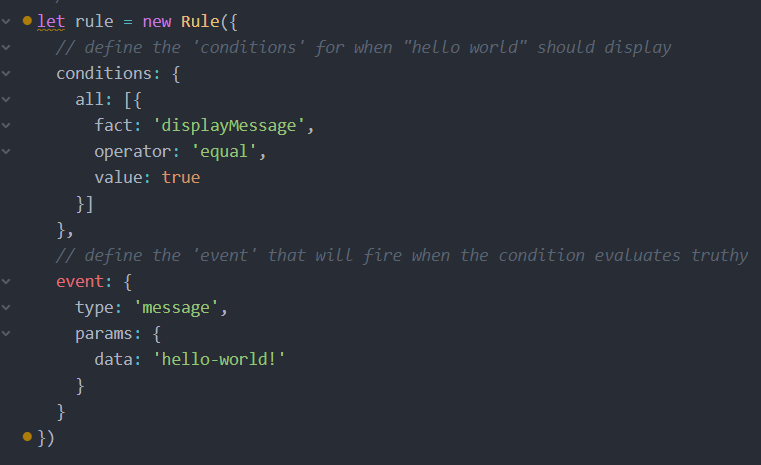 let rule = new Rule({
// define the 'conditions' for when "hello world" should display
conditions: {
all: [{
fact: 'displayMessage',
operator: 'equal',
value: true
}]
},
// define the 'event' that will fire when the condition evaluates truthy
event: {
type: 'message',
params: {
data: 'hello-world!'
}
}
})